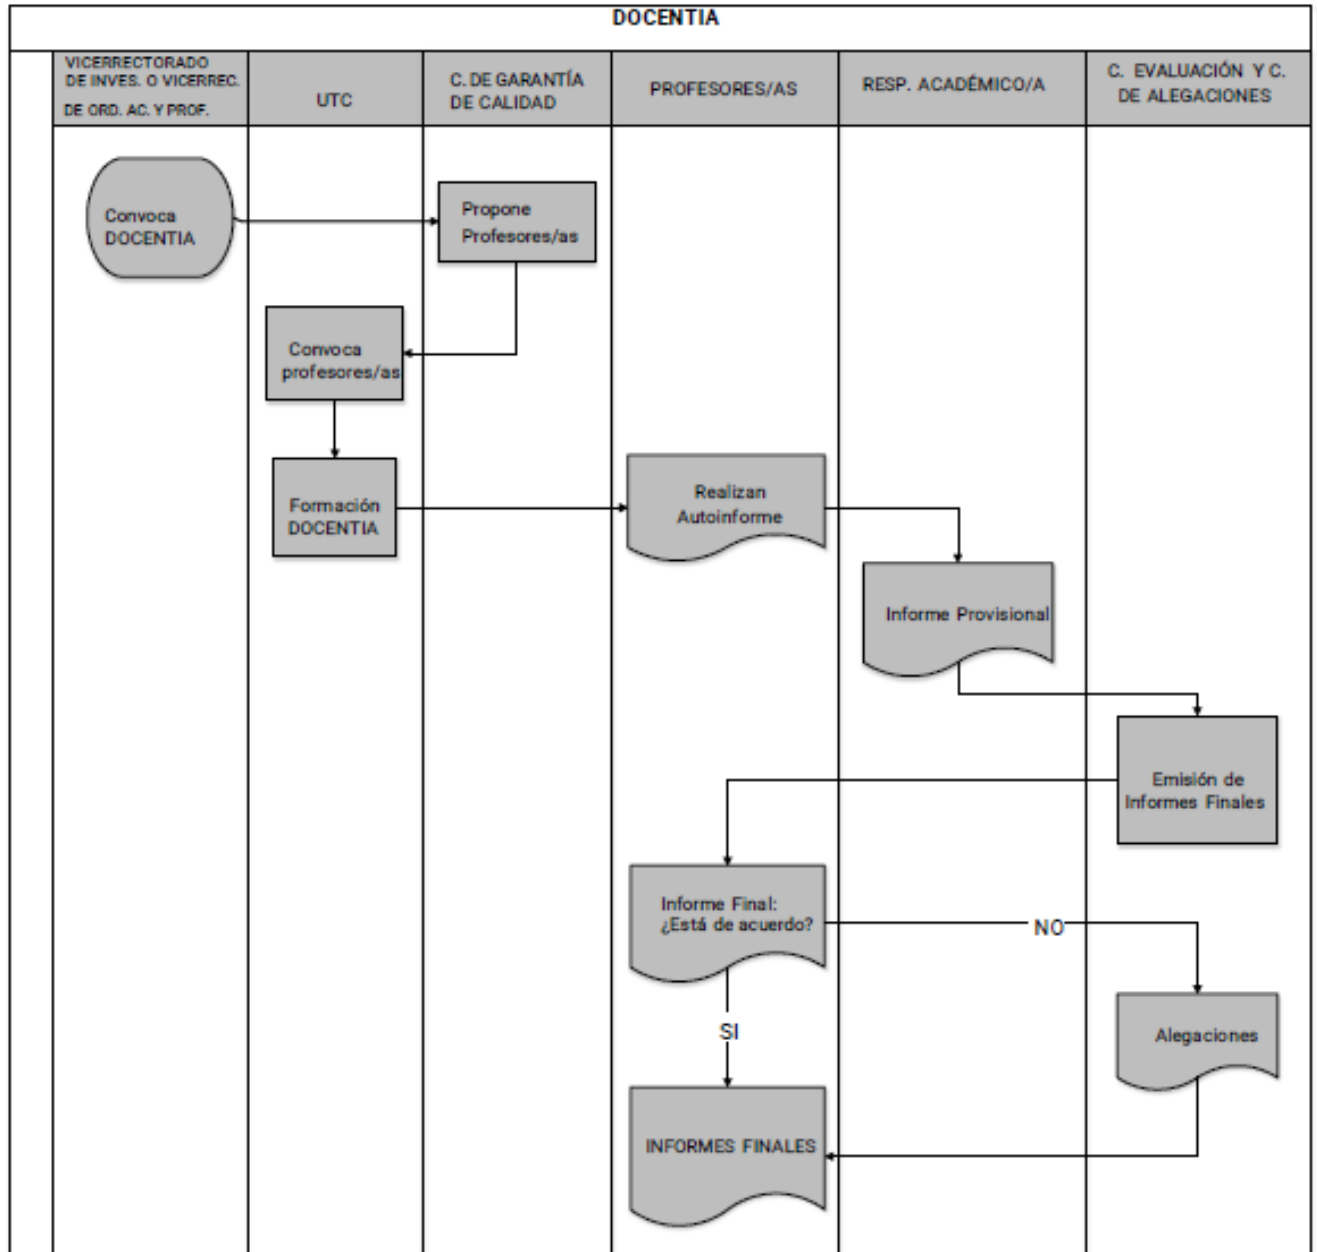 DOCENTIA
VICERRECTORADO
DE INVES. O VICERREC.
DE ORD. AC. Y PROF.
UTC
C. DE GARANTÍA
DE CALIDAD
PROFESORES/AS
RESP. ACADÉMICO/A
C. EVALUACIÓN Y C.
DE ALEGACIONES
Convoca
DOCENTIA
Propone
Profesores/as
Convoca
profesores/as
Formación
DOCENTIA
Realizan
Autoinforme
Informe Provisional
Emisión de
Informes Finales
Informe Final:
¿Está de acuerdo?
NO
SI
Alegaciones
INFORMES FINALES